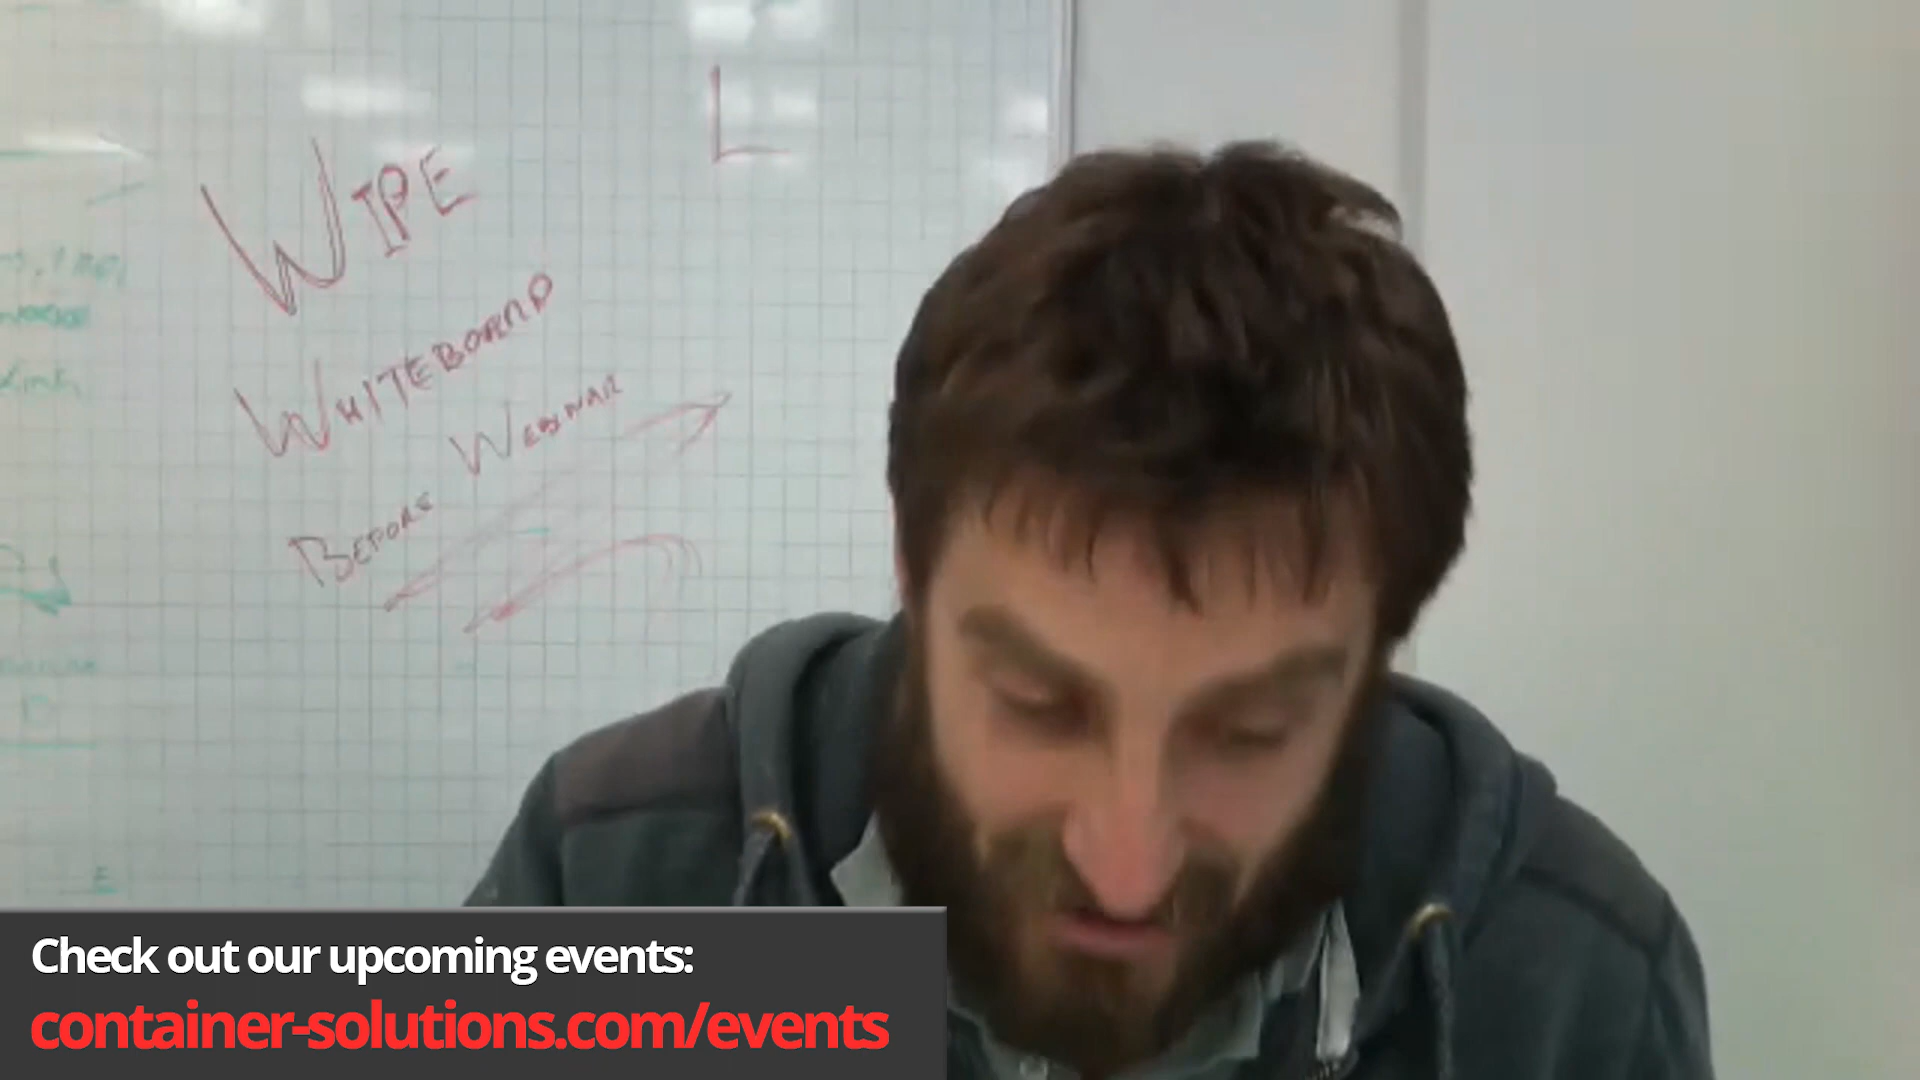 L
WIPE
WHITEBOARD
BEFORE WEBINAR
E
Check out our upcoming events:
container-solutions.com/events